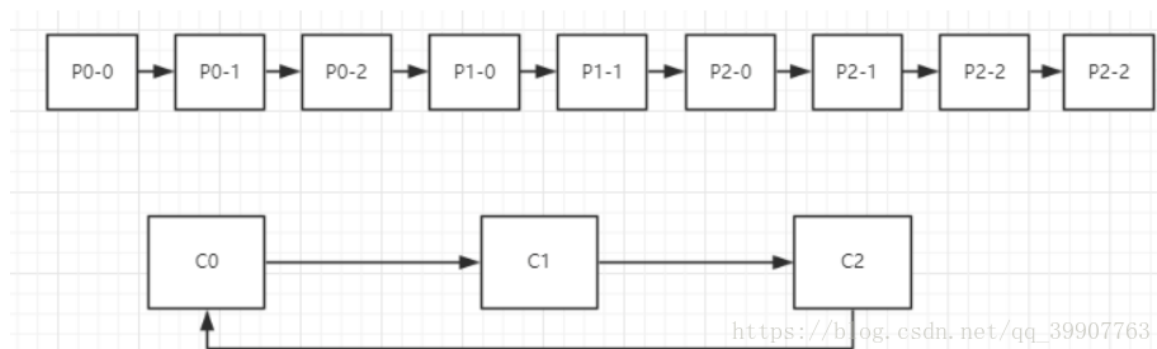 P0-0 P0-1 P0-2 P1-0 P1-1 P2-0 P2-1 P2-2 P2-2
C0 C1 C2
https://blog.csdn.net/qq_39907763